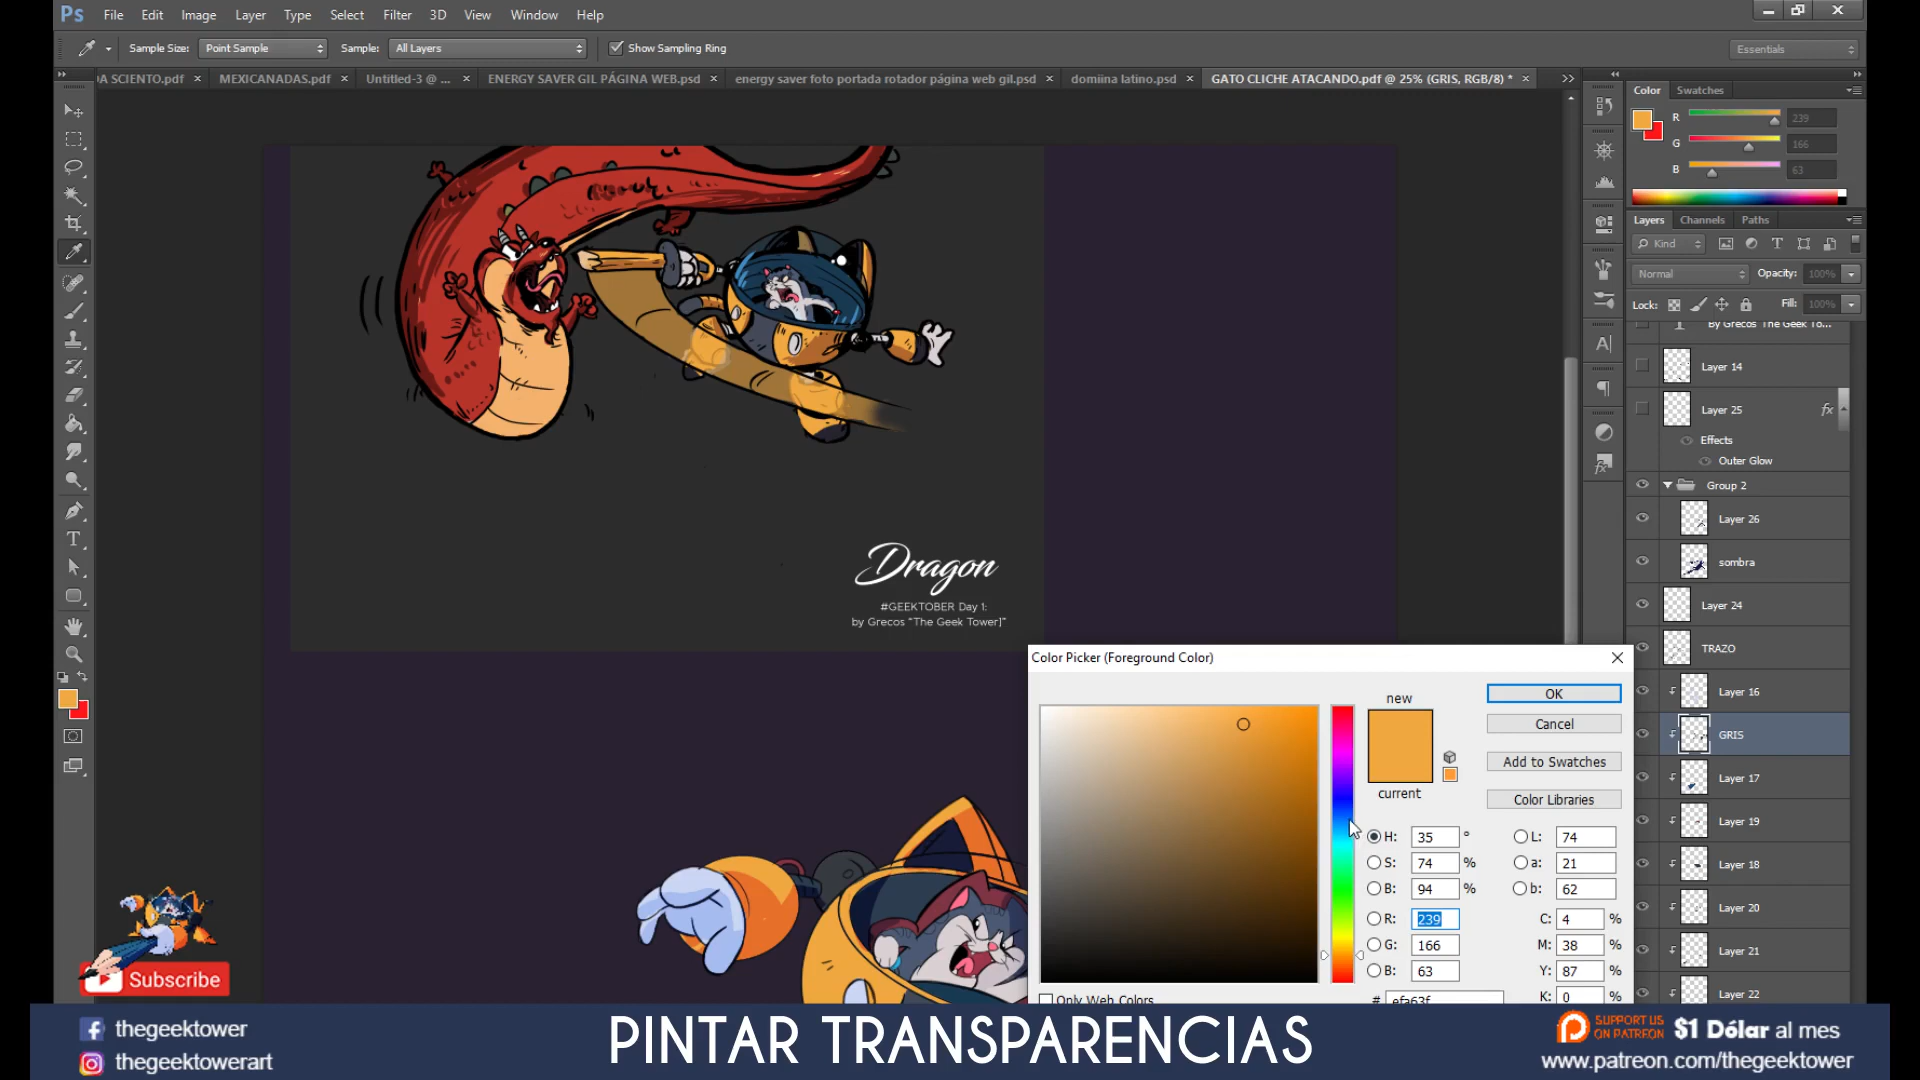 Ps File Edit Image Layer Type Select Filter 3D View Window Help
Sample Size: Point Sample Sample: All Layers Show Sampling Ring Essentials
DA SCIENTO.pdf MEXICANADAS.pdf Untitled-3 @ ... ENERGY SAVER GIL PÁGINA WEB.psd energy saver foto portada rotador página web gil.psd domiina latino.psd GATO CLICHE ATACANDO.pdf @ 25% (GRIS, RGB/8) *
Color Swatches
R 239
G 166
B 63
Layers Channels Paths
Kind
Normal Opacity: 100%
Lock: Fill: 100%
By Grecos The Geek To...
Layer 14
Layer 25 fx
Effects
Outer Glow
Group 2
Layer 26
sombra
Layer 24
TRAZO
Layer 16
GRIS
Layer 17
Layer 19
Layer 18
Layer 20
Layer 21
Layer 22
Dragon
#GEEKTOBER Day 1:
by Grecos "The Geek Tower]"
Color Picker (Foreground Color)
new
current
OK
Cancel
Add to Swatches
Color Libraries
H: 35 °
S: 74 %
B: 94 %
R: 239
G: 166
B: 63
L: 74
a: 21
b: 62
C: 4 %
M: 38 %
Y: 87 %
K: 0 %
Only Web Colors
# efa63f
Subscribe
thegeektower
thegeektowerart
PINTAR TRANSPARENCIAS
SUPPORT US
ON PATREON
$1 Dólar al mes
www.patreon.com/thegeektower